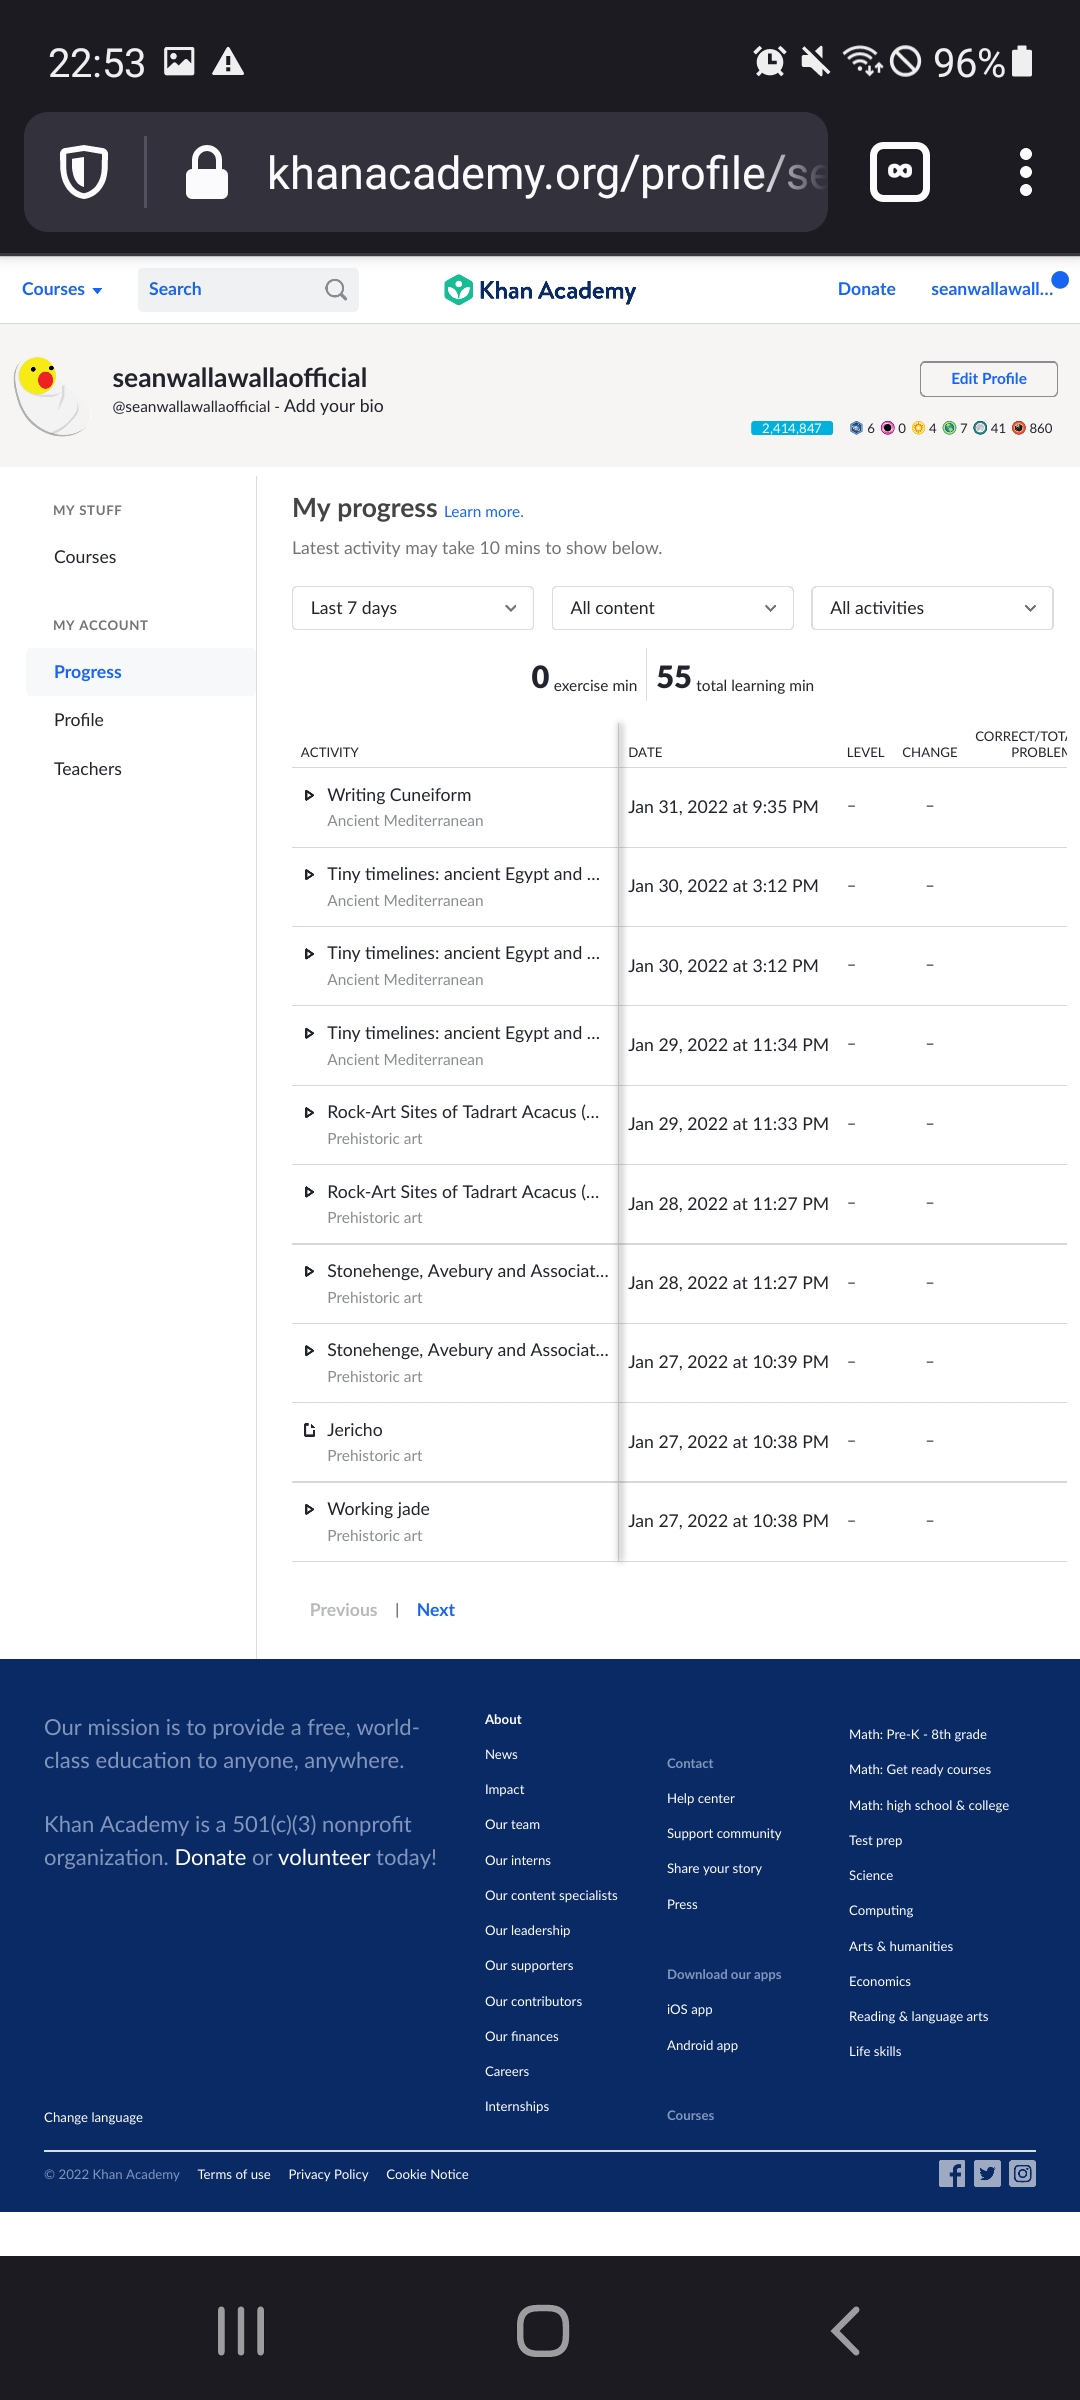 22:53
96%
khanacademy.org/profile/se
Courses
Search
Khan Academy
Donate
seanwallawall...
seanwallawallaofficial
@seanwallawallaofficial - Add your bio
Edit Profile
2,414,847 6 0 4 7 41 860
MY STUFF
Courses
MY ACCOUNT
Progress
Profile
Teachers
My progress Learn more.
Latest activity may take 10 mins to show below.
Last 7 days
All content
All activities
0 exercise min
55 total learning min
ACTIVITY DATE LEVEL CHANGE CORRECT/TOTA
PROBLEM
Writing Cuneiform
Ancient Mediterranean
Jan 31, 2022 at 9:35 PM – –
Tiny timelines: ancient Egypt and ...
Ancient Mediterranean
Jan 30, 2022 at 3:12 PM – –
Tiny timelines: ancient Egypt and ...
Ancient Mediterranean
Jan 30, 2022 at 3:12 PM – –
Tiny timelines: ancient Egypt and ...
Ancient Mediterranean
Jan 29, 2022 at 11:34 PM – –
Rock-Art Sites of Tadrart Acacus (...
Prehistoric art
Jan 29, 2022 at 11:33 PM – –
Rock-Art Sites of Tadrart Acacus (...
Prehistoric art
Jan 28, 2022 at 11:27 PM – –
Stonehenge, Avebury and Associat...
Prehistoric art
Jan 28, 2022 at 11:27 PM – –
Stonehenge, Avebury and Associat...
Prehistoric art
Jan 27, 2022 at 10:39 PM – –
Jericho
Prehistoric art
Jan 27, 2022 at 10:38 PM – –
Working jade
Prehistoric art
Jan 27, 2022 at 10:38 PM – –
Previous | Next
Our mission is to provide a free, world-
class education to anyone, anywhere.
Khan Academy is a 501(c)(3) nonprofit
organization. Donate or volunteer today!
About
News
Impact
Our team
Our interns
Our content specialists
Our leadership
Our supporters
Our contributors
Our finances
Careers
Internships
Contact
Help center
Support community
Share your story
Press
Download our apps
iOS app
Android app
Courses
Math: Pre-K - 8th grade
Math: Get ready courses
Math: high school & college
Test prep
Science
Computing
Arts & humanities
Economics
Reading & language arts
Life skills
Change language
© 2022 Khan Academy Terms of use Privacy Policy Cookie Notice